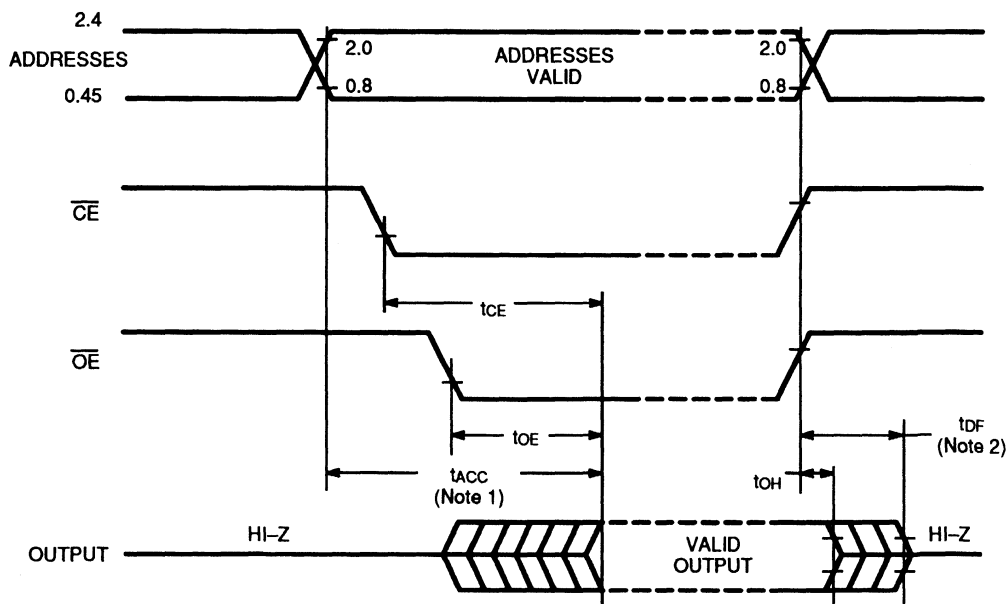 2.4
ADDRESSES
0.45
2.0
0.8
ADDRESSES
VALID
2.0
0.8
CE
tCE
OE
tOE
tACC
(Note 1)
tOH
tDF
(Note 2)
OUTPUT
HI–Z
VALID
OUTPUT
HI–Z